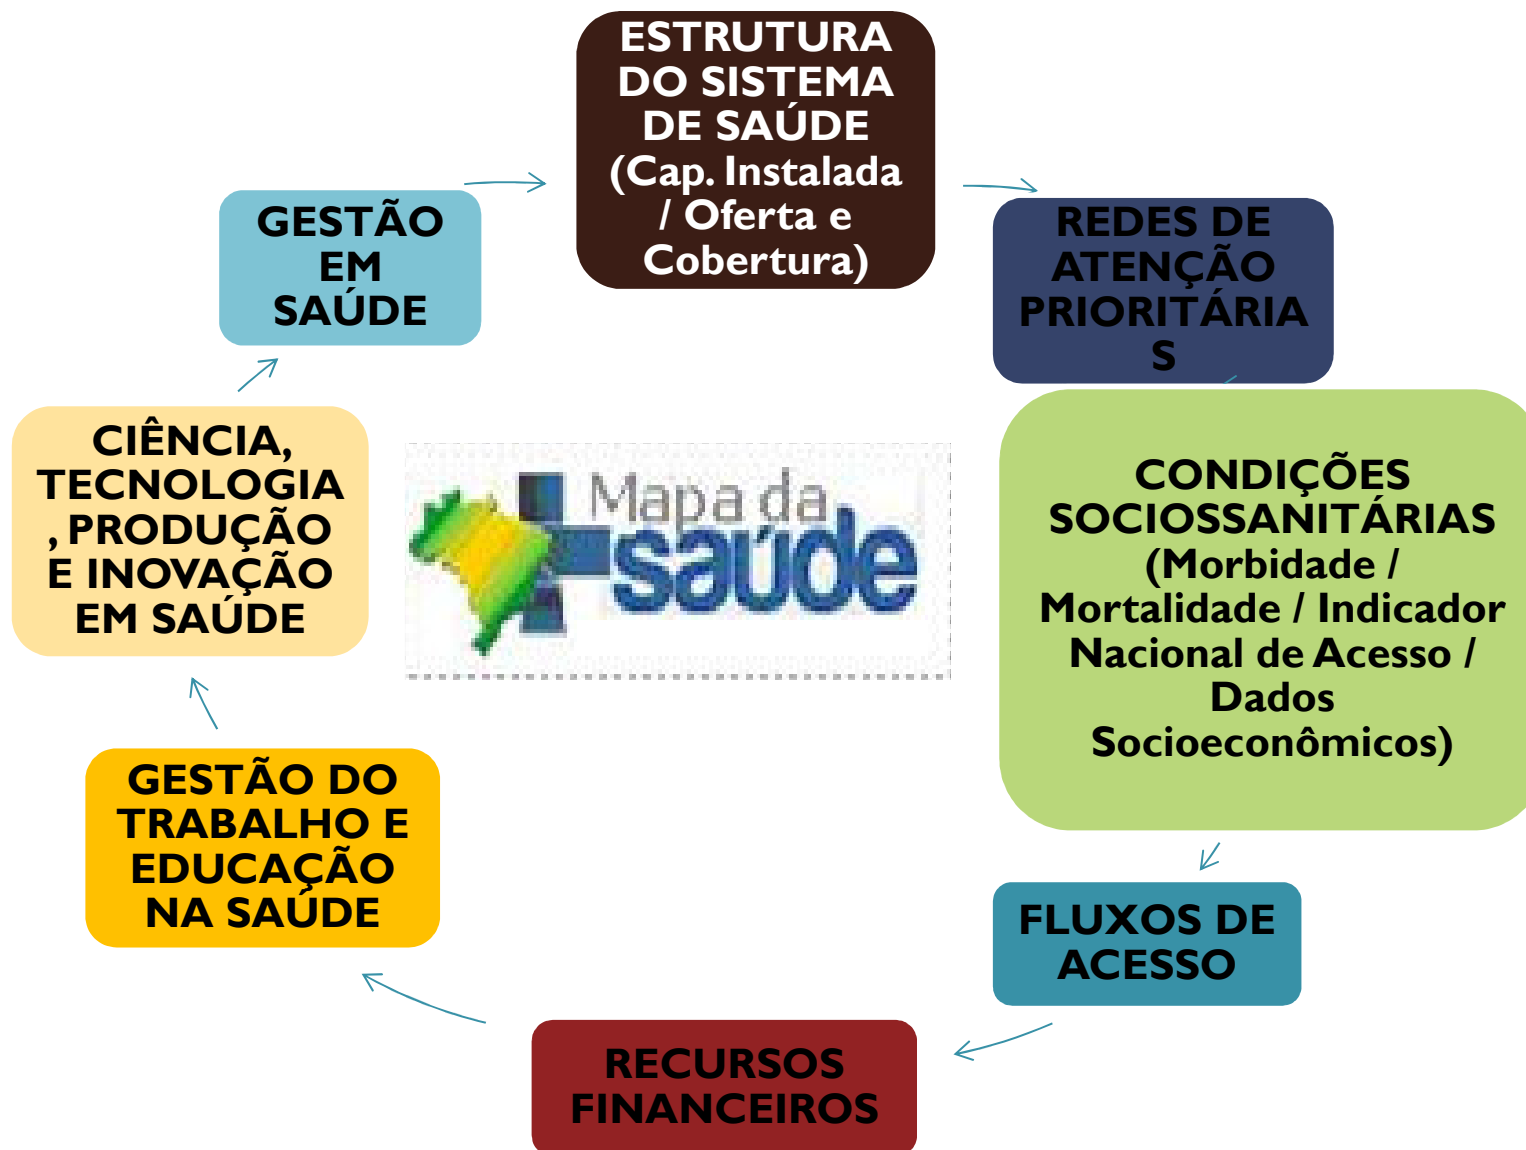 ESTRUTURA
DO SISTEMA
DE SAÚDE
(Cap. Instalada
/ Oferta e
Cobertura)
REDES DE
ATENÇÃO
PRIORITÁRIA
S
CONDIÇÕES
SOCIOSSANITÁRIAS
(Morbidade /
Mortalidade / Indicador
Nacional de Acesso /
Dados
Socioeconômicos)
FLUXOS DE
ACESSO
RECURSOS
FINANCEIROS
GESTÃO DO
TRABALHO E
EDUCAÇÃO
NA SAÚDE
CIÊNCIA,
TECNOLOGIA
, PRODUÇÃO
E INOVAÇÃO
EM SAÚDE
GESTÃO
EM
SAÚDE
Mapa da
saúde